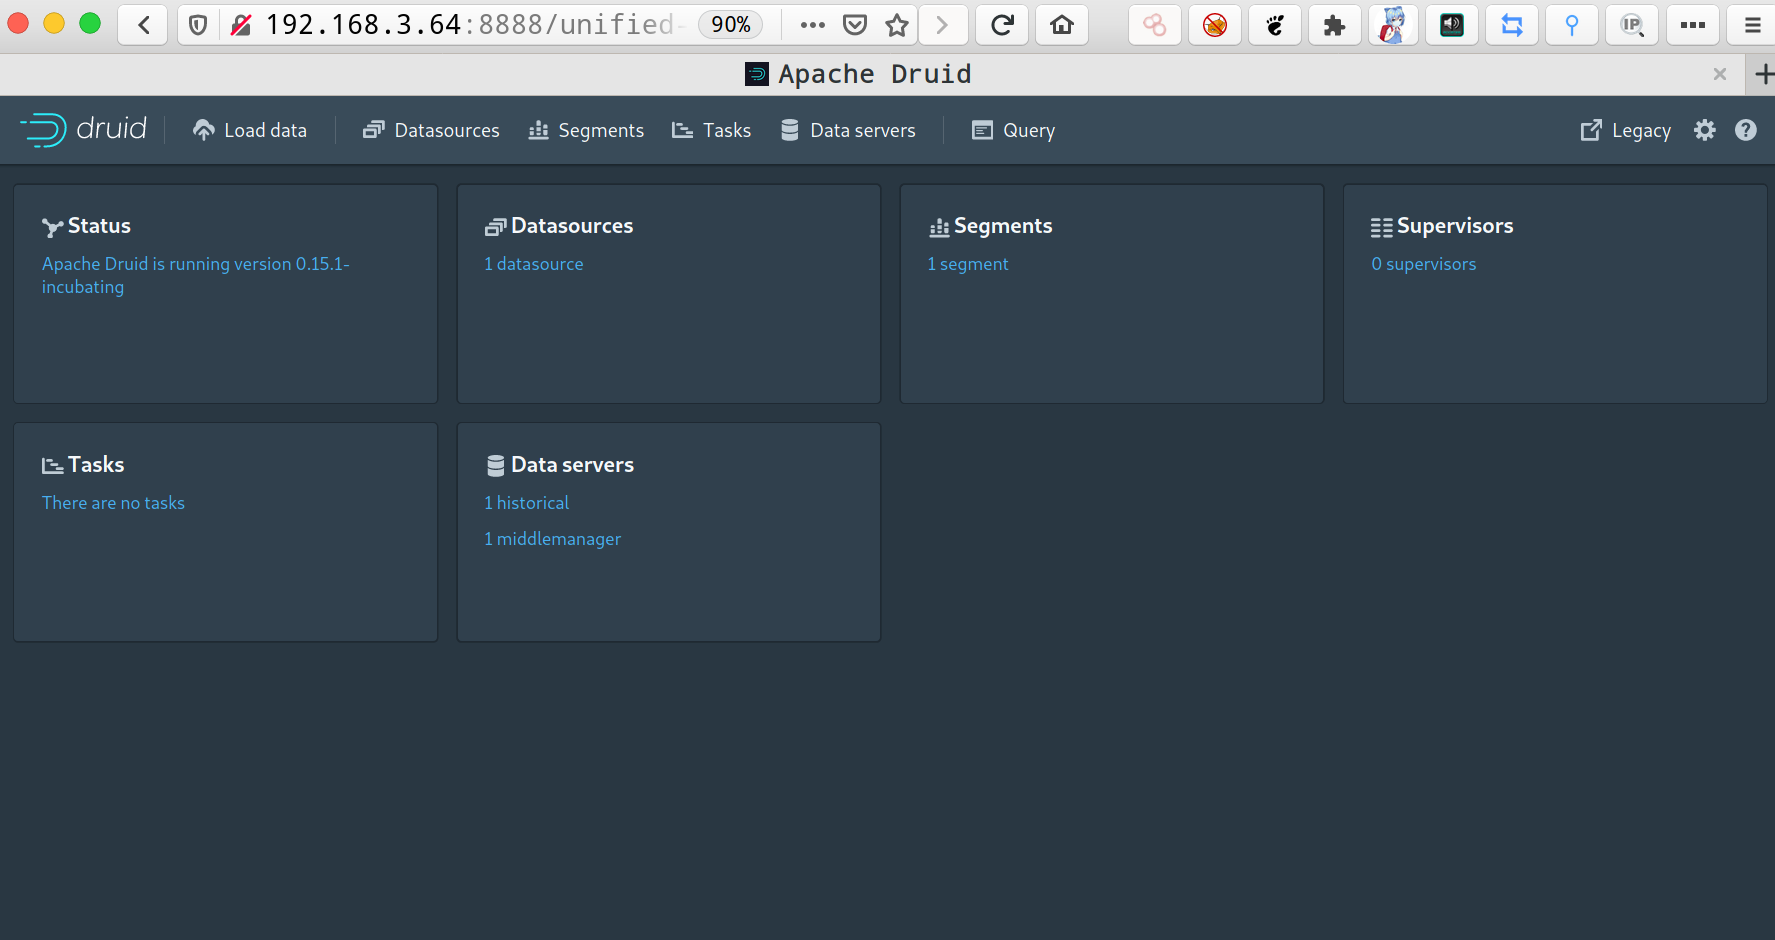 192.168.3.64:8888/unified-
90%
IP
Apache Druid
druid
Load data
Datasources
Segments
Tasks
Data servers
Query
Legacy
Status
Apache Druid is running version 0.15.1-
incubating
Datasources
1 datasource
Segments
1 segment
Supervisors
0 supervisors
Tasks
There are no tasks
Data servers
1 historical
1 middlemanager